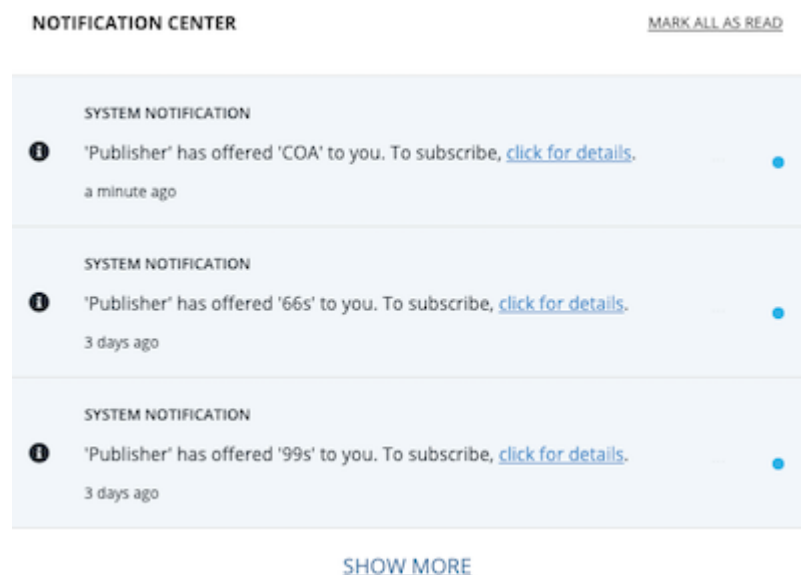 NOTIFICATION CENTER MARK ALL AS READ
SYSTEM NOTIFICATION
'Publisher' has offered 'COA' to you. To subscribe, click for details.
a minute ago
SYSTEM NOTIFICATION
'Publisher' has offered '66s' to you. To subscribe, click for details.
3 days ago
SYSTEM NOTIFICATION
'Publisher' has offered '99s' to you. To subscribe, click for details.
3 days ago
SHOW MORE